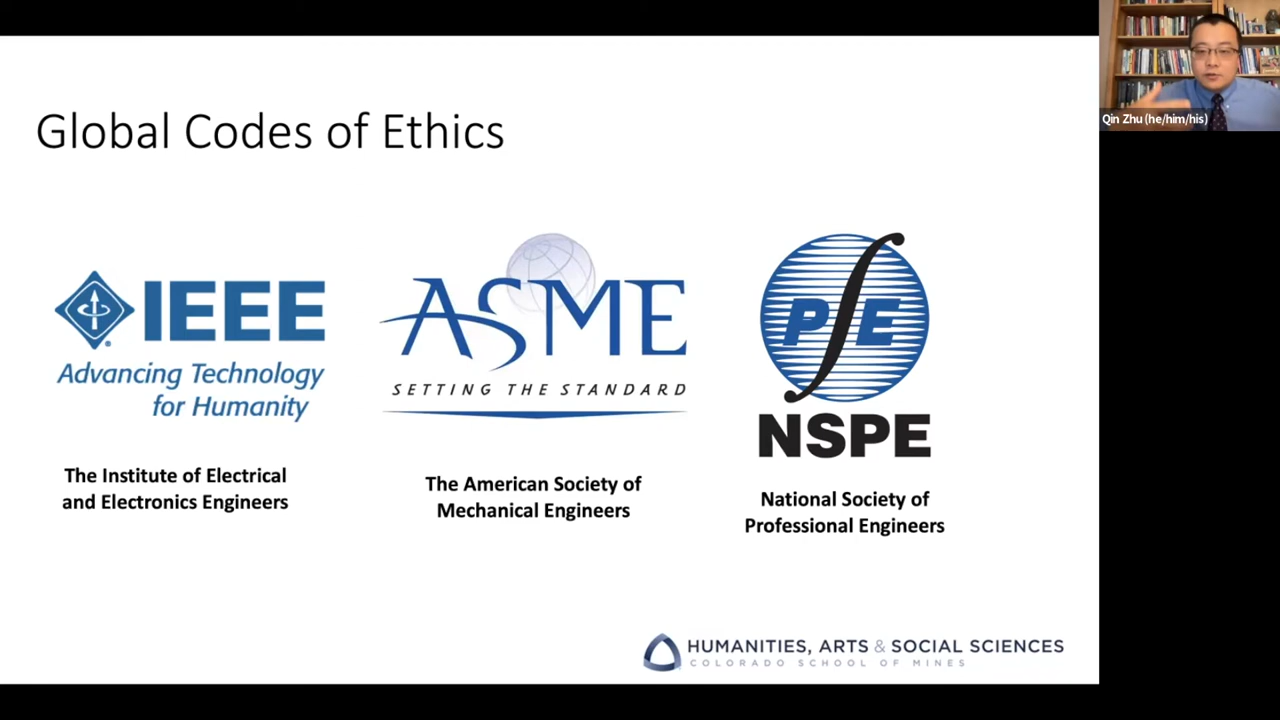 Global Codes of Ethics
Qin Zhu (he/him/his)
IEEE
Advancing Technology
for Humanity
ASME
SETTING THE STANDARD
PE
NSPE
The Institute of Electrical
and Electronics Engineers
The American Society of
Mechanical Engineers
National Society of
Professional Engineers
HUMANITIES, ARTS & SOCIAL SCIENCES
COLORADO SCHOOL OF MINES